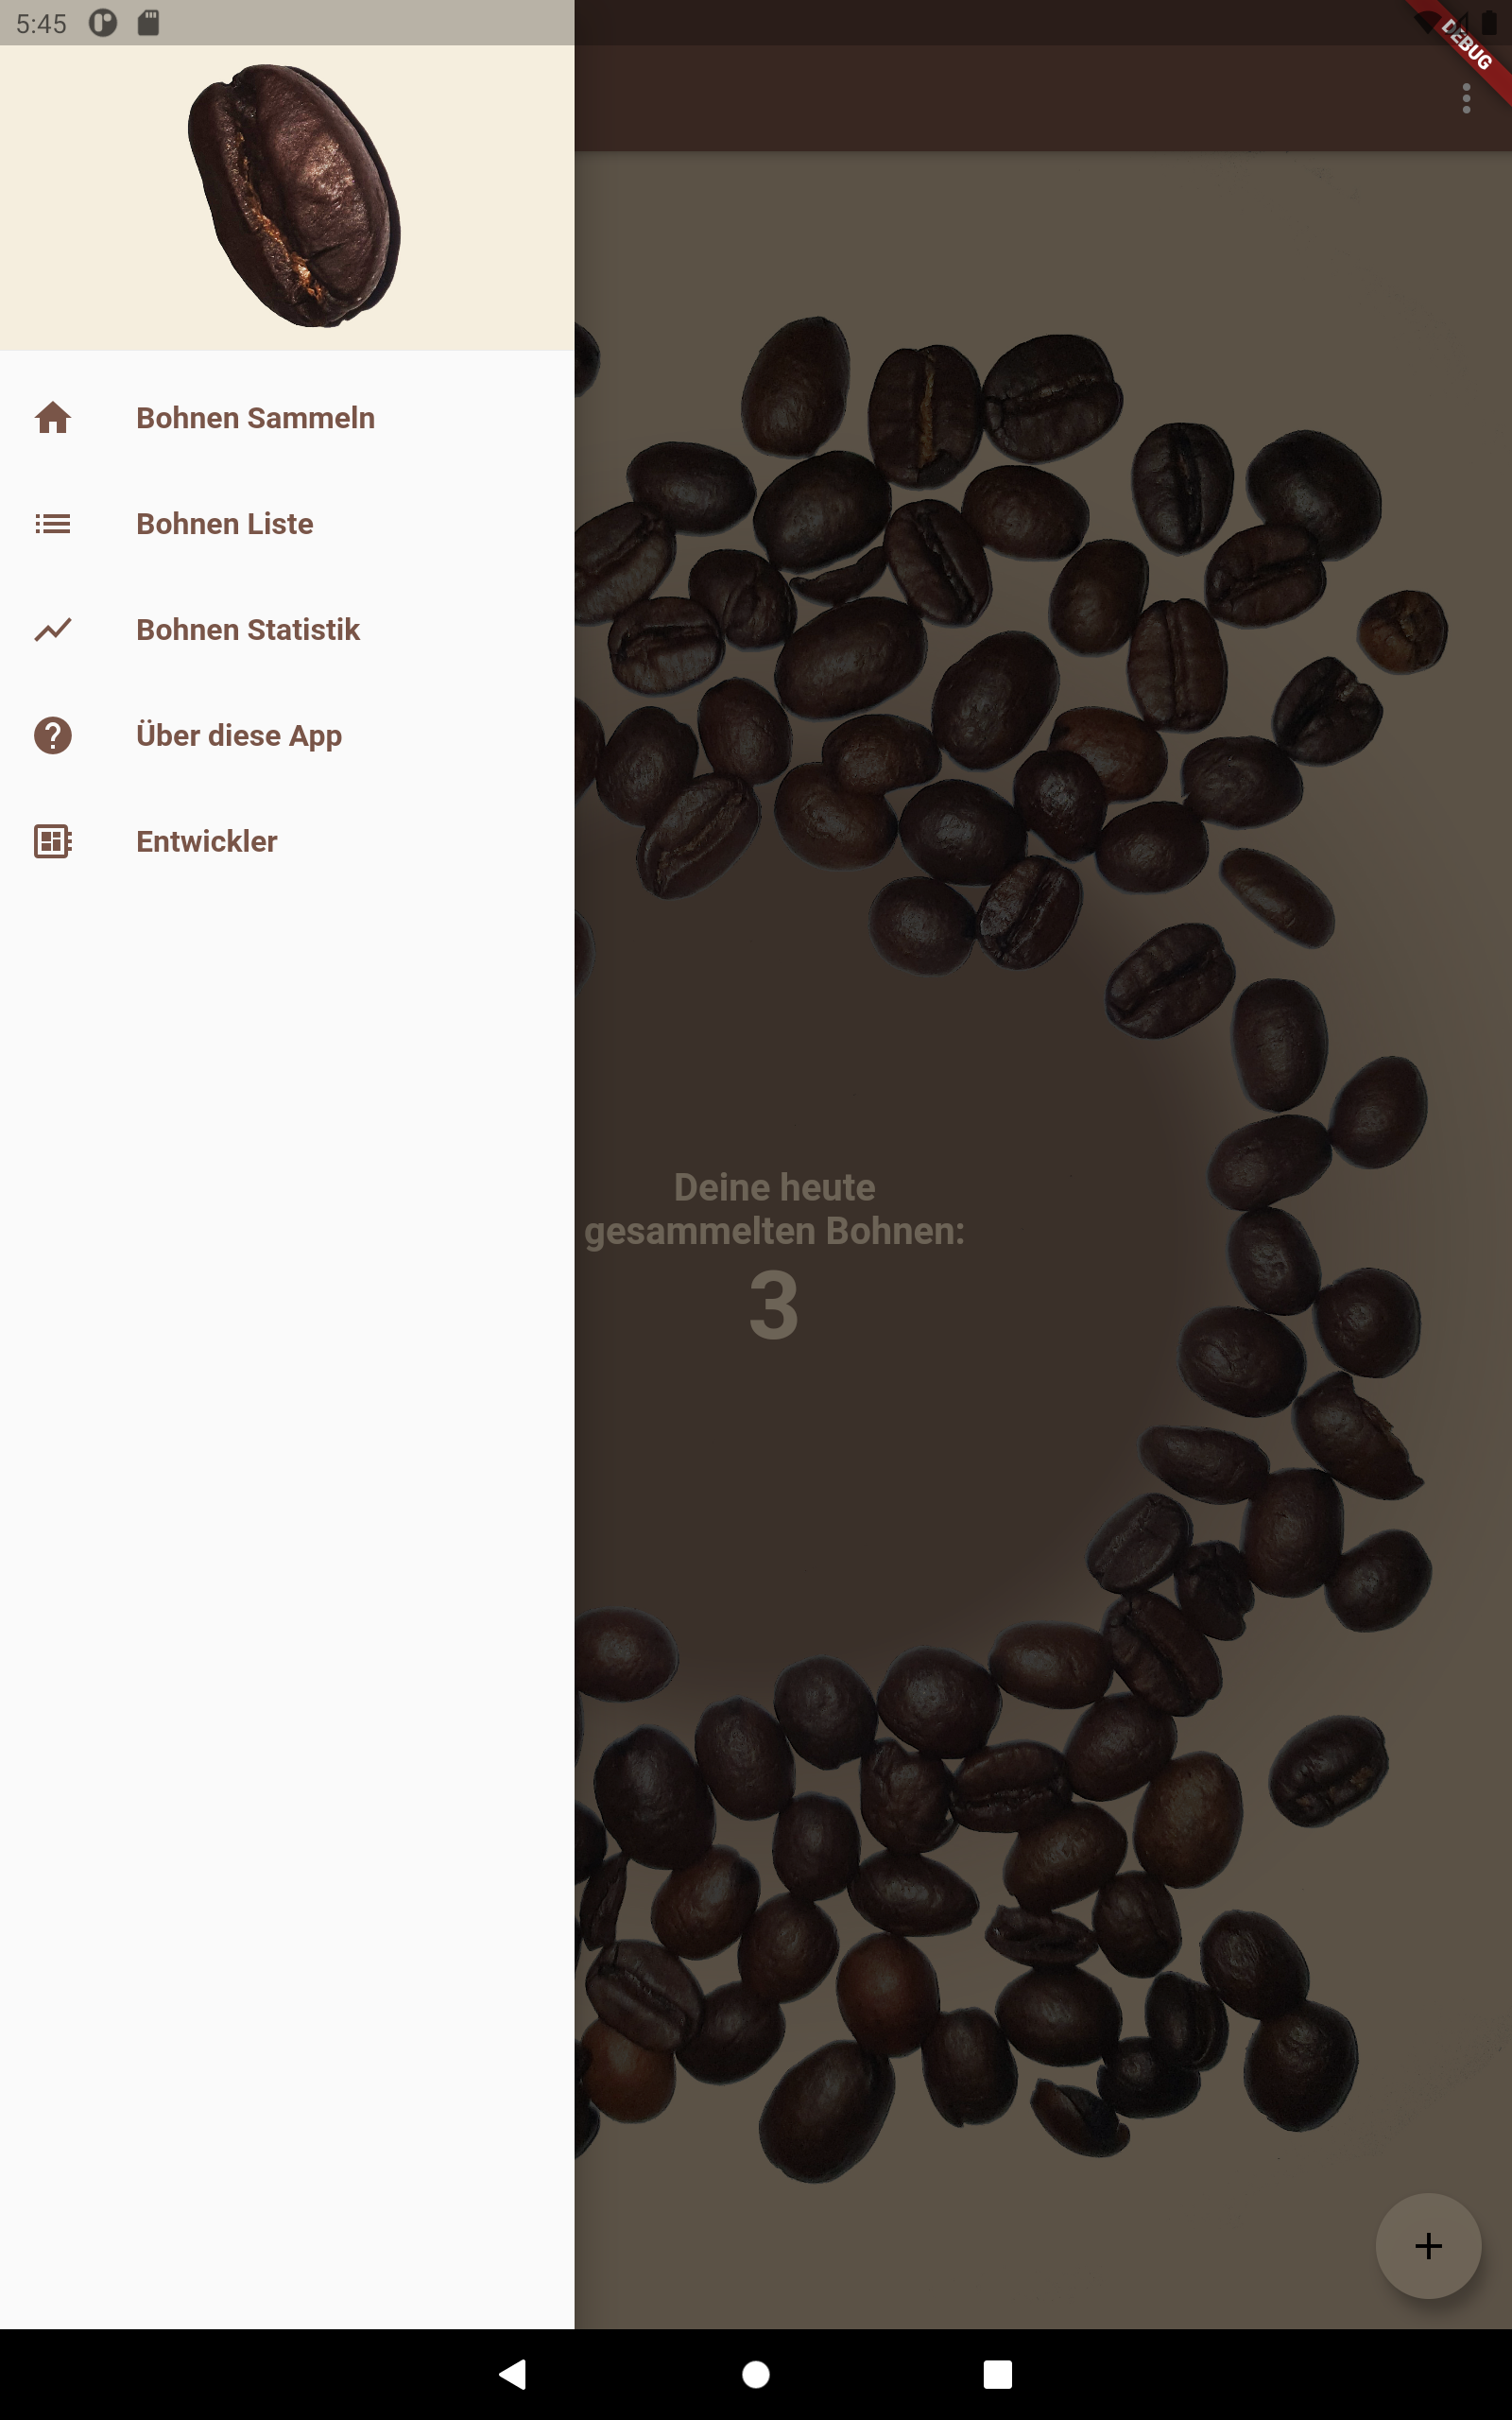 5:45
DEBUG
Bohnen Sammeln
Bohnen Liste
Bohnen Statistik
Über diese App
Entwickler
Deine heute
gesammelten Bohnen:
3